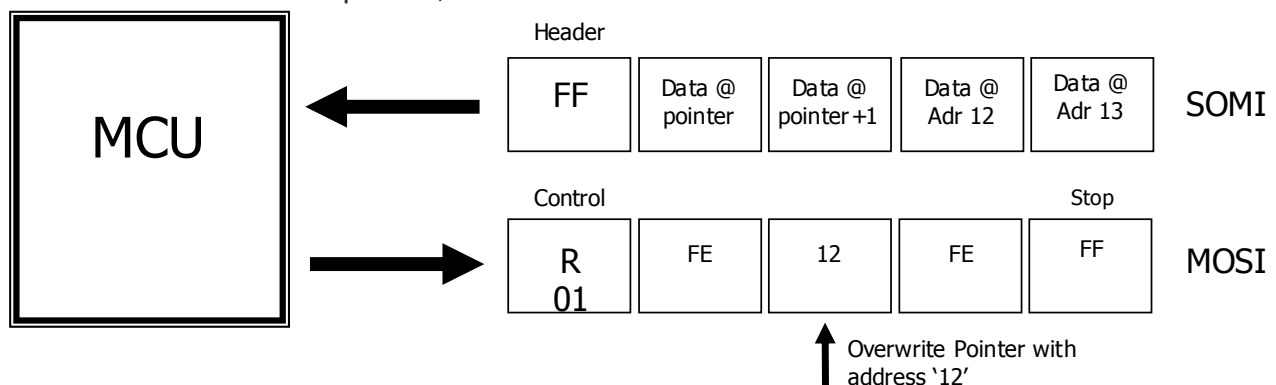 Header
MCU
FF
Data @
pointer
Data @
pointer+1
Data @
Adr 12
Data @
Adr 13
SOMI
Control
Stop
R
01
FE
12
FE
FF
MOSI
Overwrite Pointer with
address ‘12’